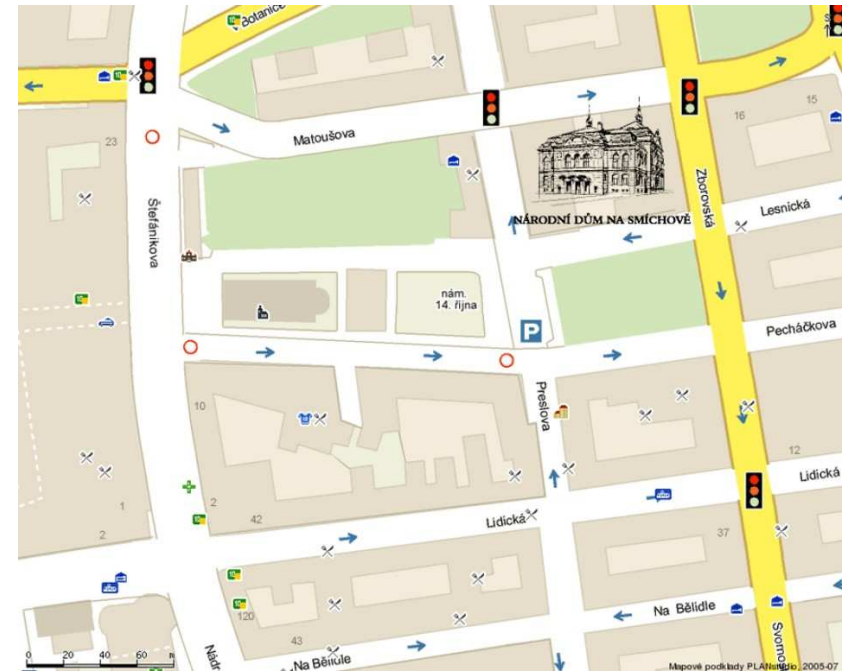 V Botanice
S
15
16
23
Matoušova
Zborovská
Lesnická
Štefánikova
NÁRODNÍ DŮM NA SMÍCHOVĚ
nám.
14. října
P
Pecháčkova
Preslova
10
12
Lidická
1
2
2
42
Lidická
37
120
43
Na Bělidle
Na Bělidle
0 20 40 60
Mapové podklady PLANstudio, 2005-07